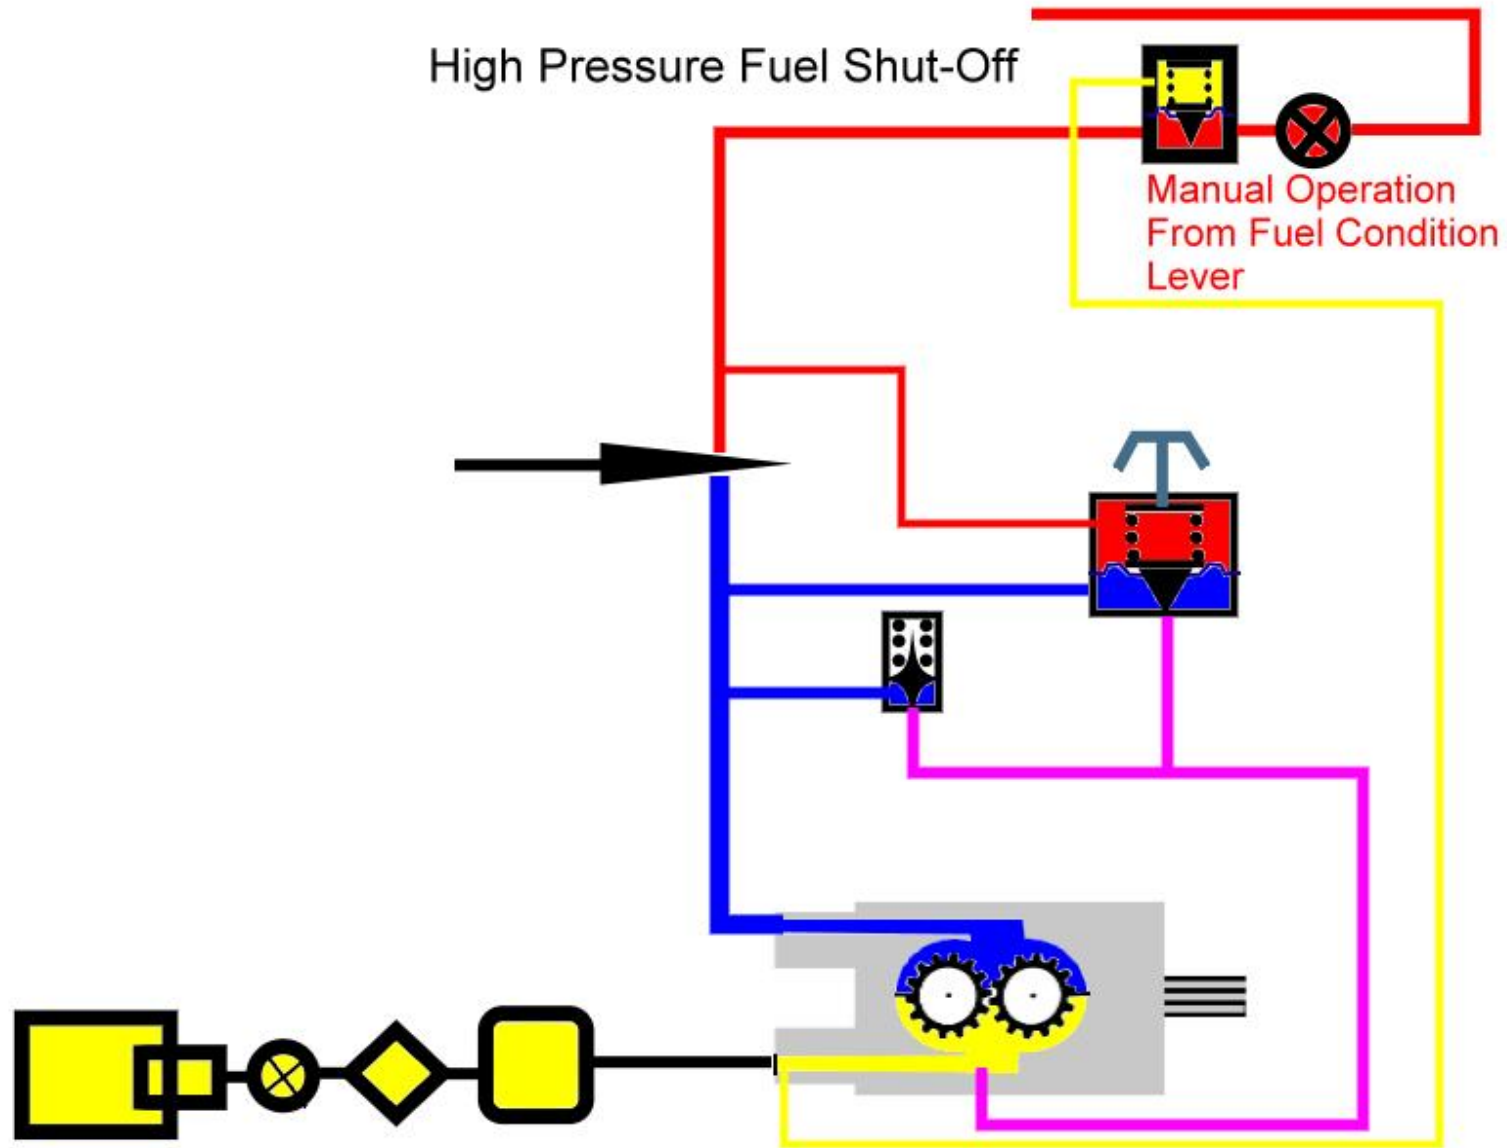 High Pressure Fuel Shut-Off
Manual Operation
From Fuel Condition
Lever